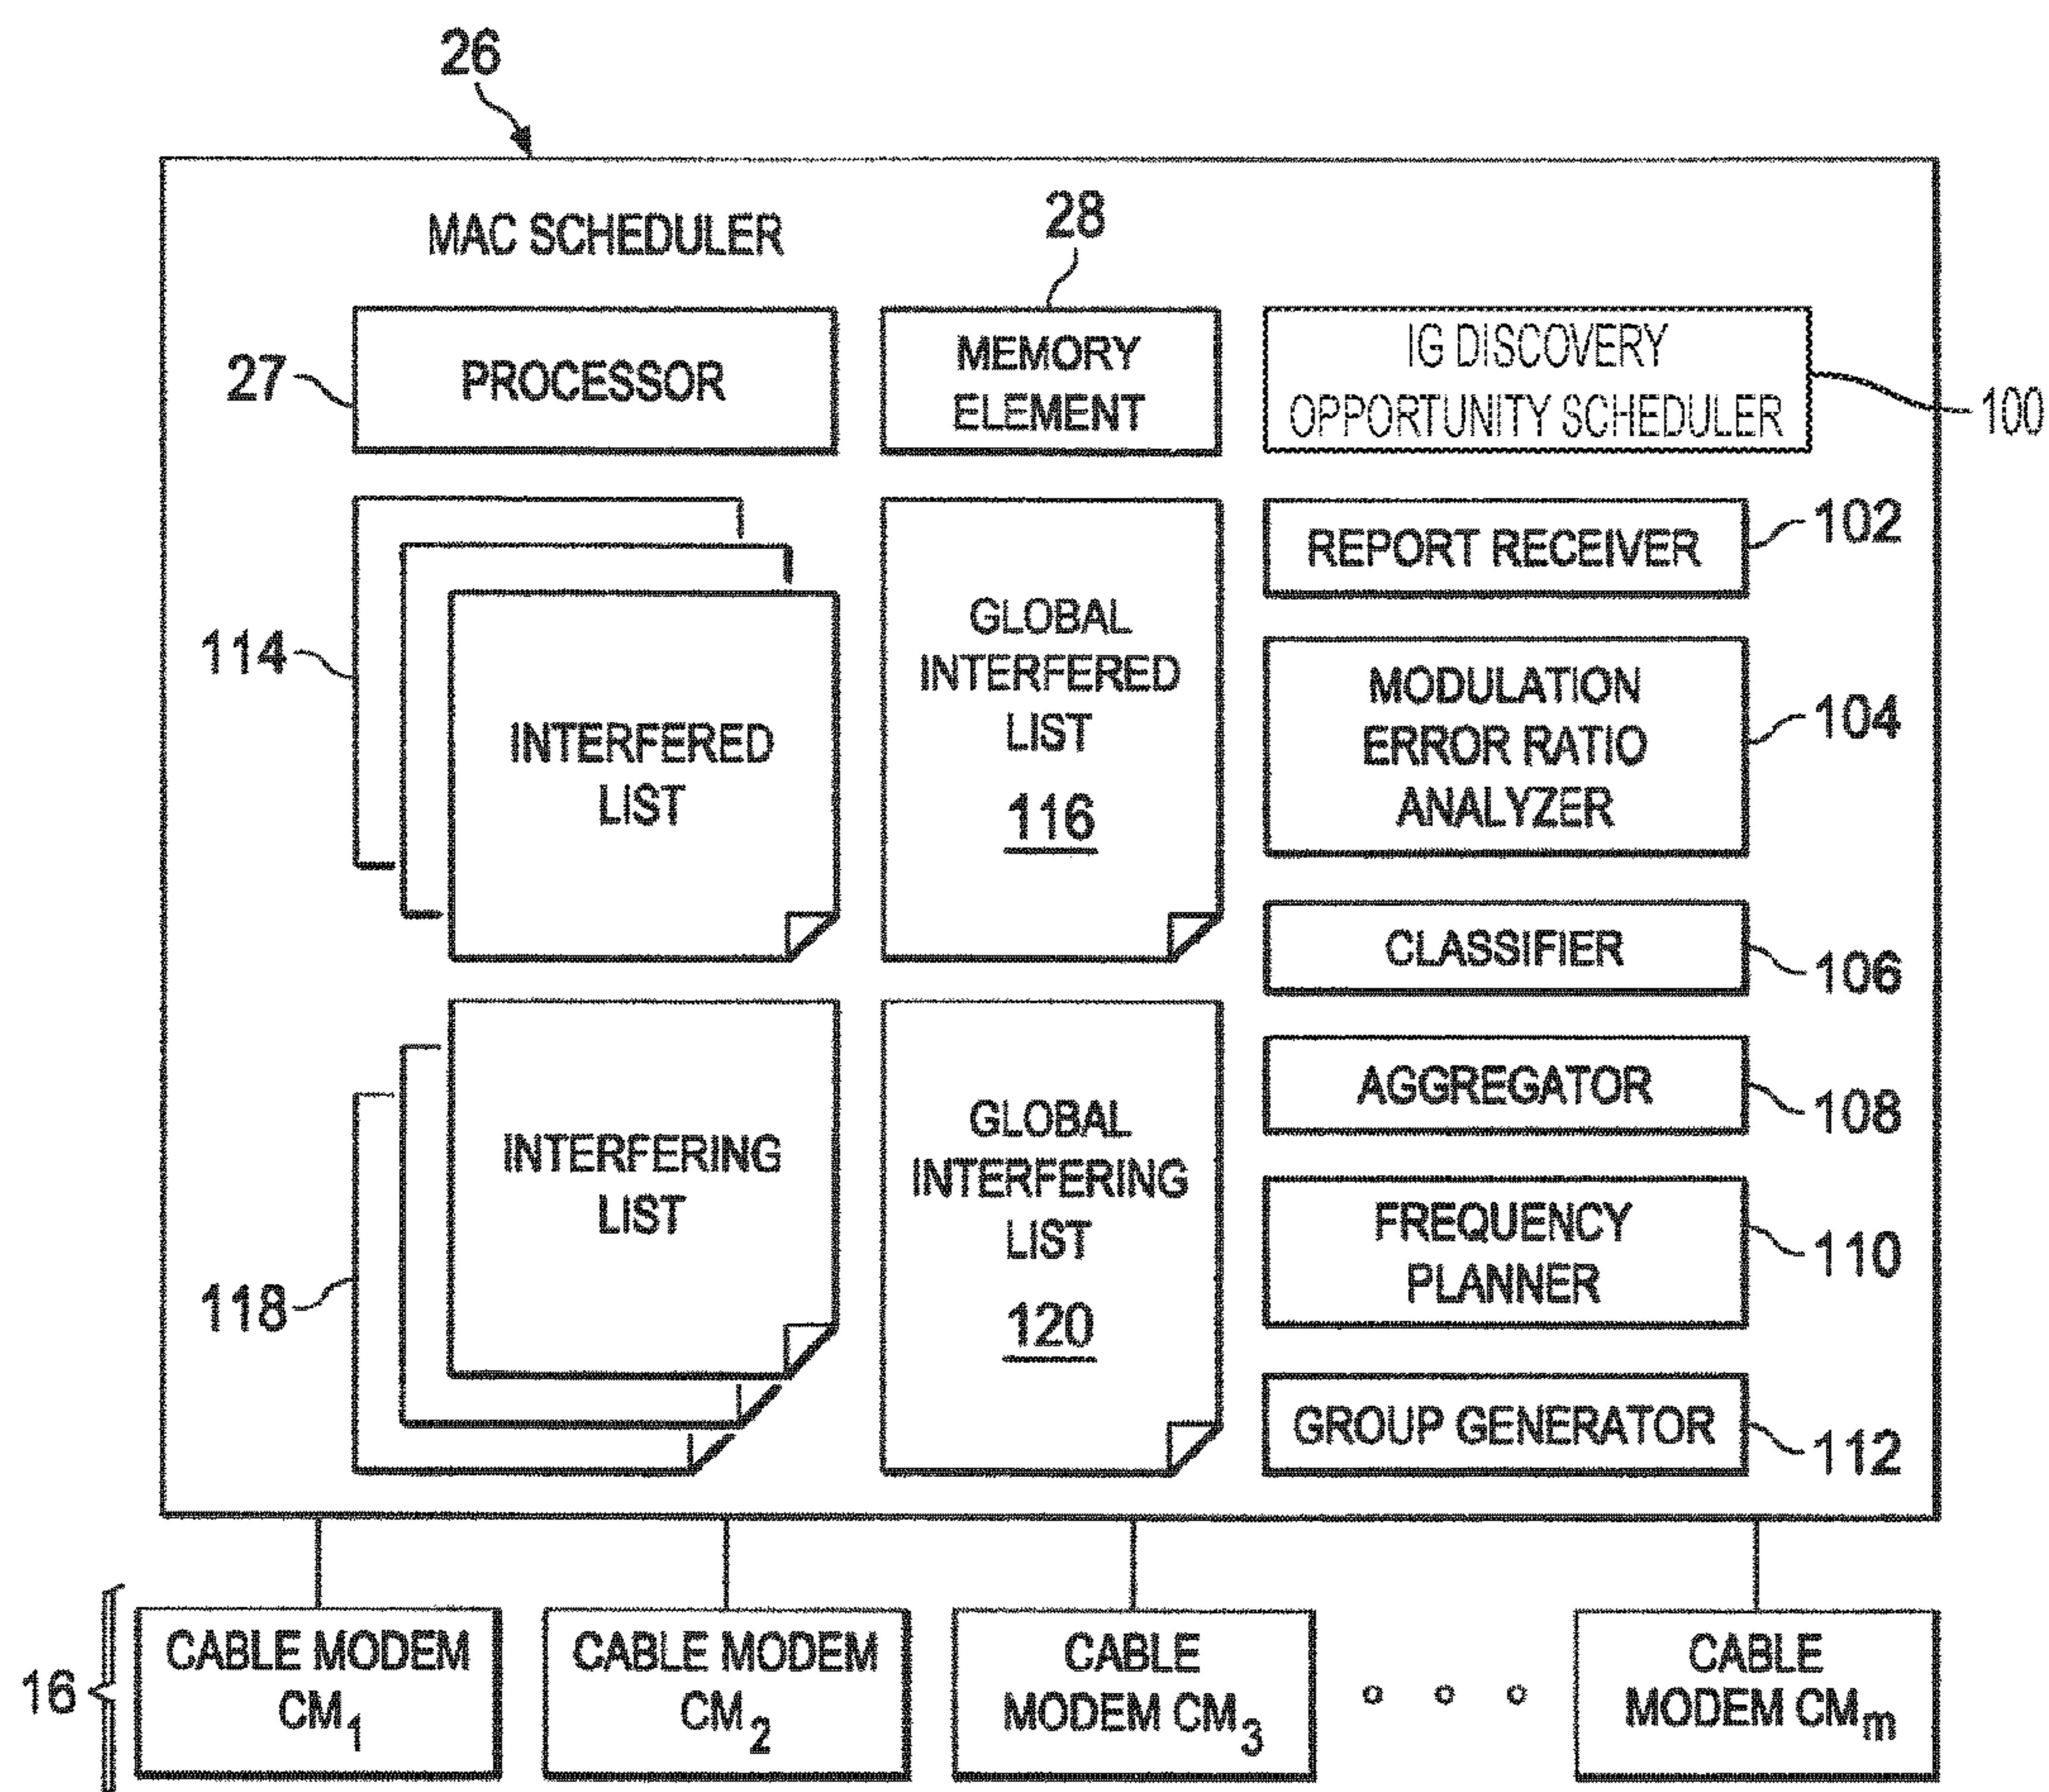 26
MAC SCHEDULER
28
27
PROCESSOR
MEMORY
ELEMENT
IG DISCOVERY
OPPORTUNITY SCHEDULER
100
114
INTERFERED
LIST
GLOBAL
INTERFERED
LIST
116
REPORT RECEIVER
102
MODULATION
ERROR RATIO
ANALYZER
104
CLASSIFIER
106
118
INTERFERING
LIST
GLOBAL
INTERFERING
LIST
120
AGGREGATOR
108
FREQUENCY
PLANNER
110
GROUP GENERATOR
112
16
CABLE MODEM
CM1
CABLE MODEM
CM2
CABLE
MODEM CM3
CABLE
MODEM CMm